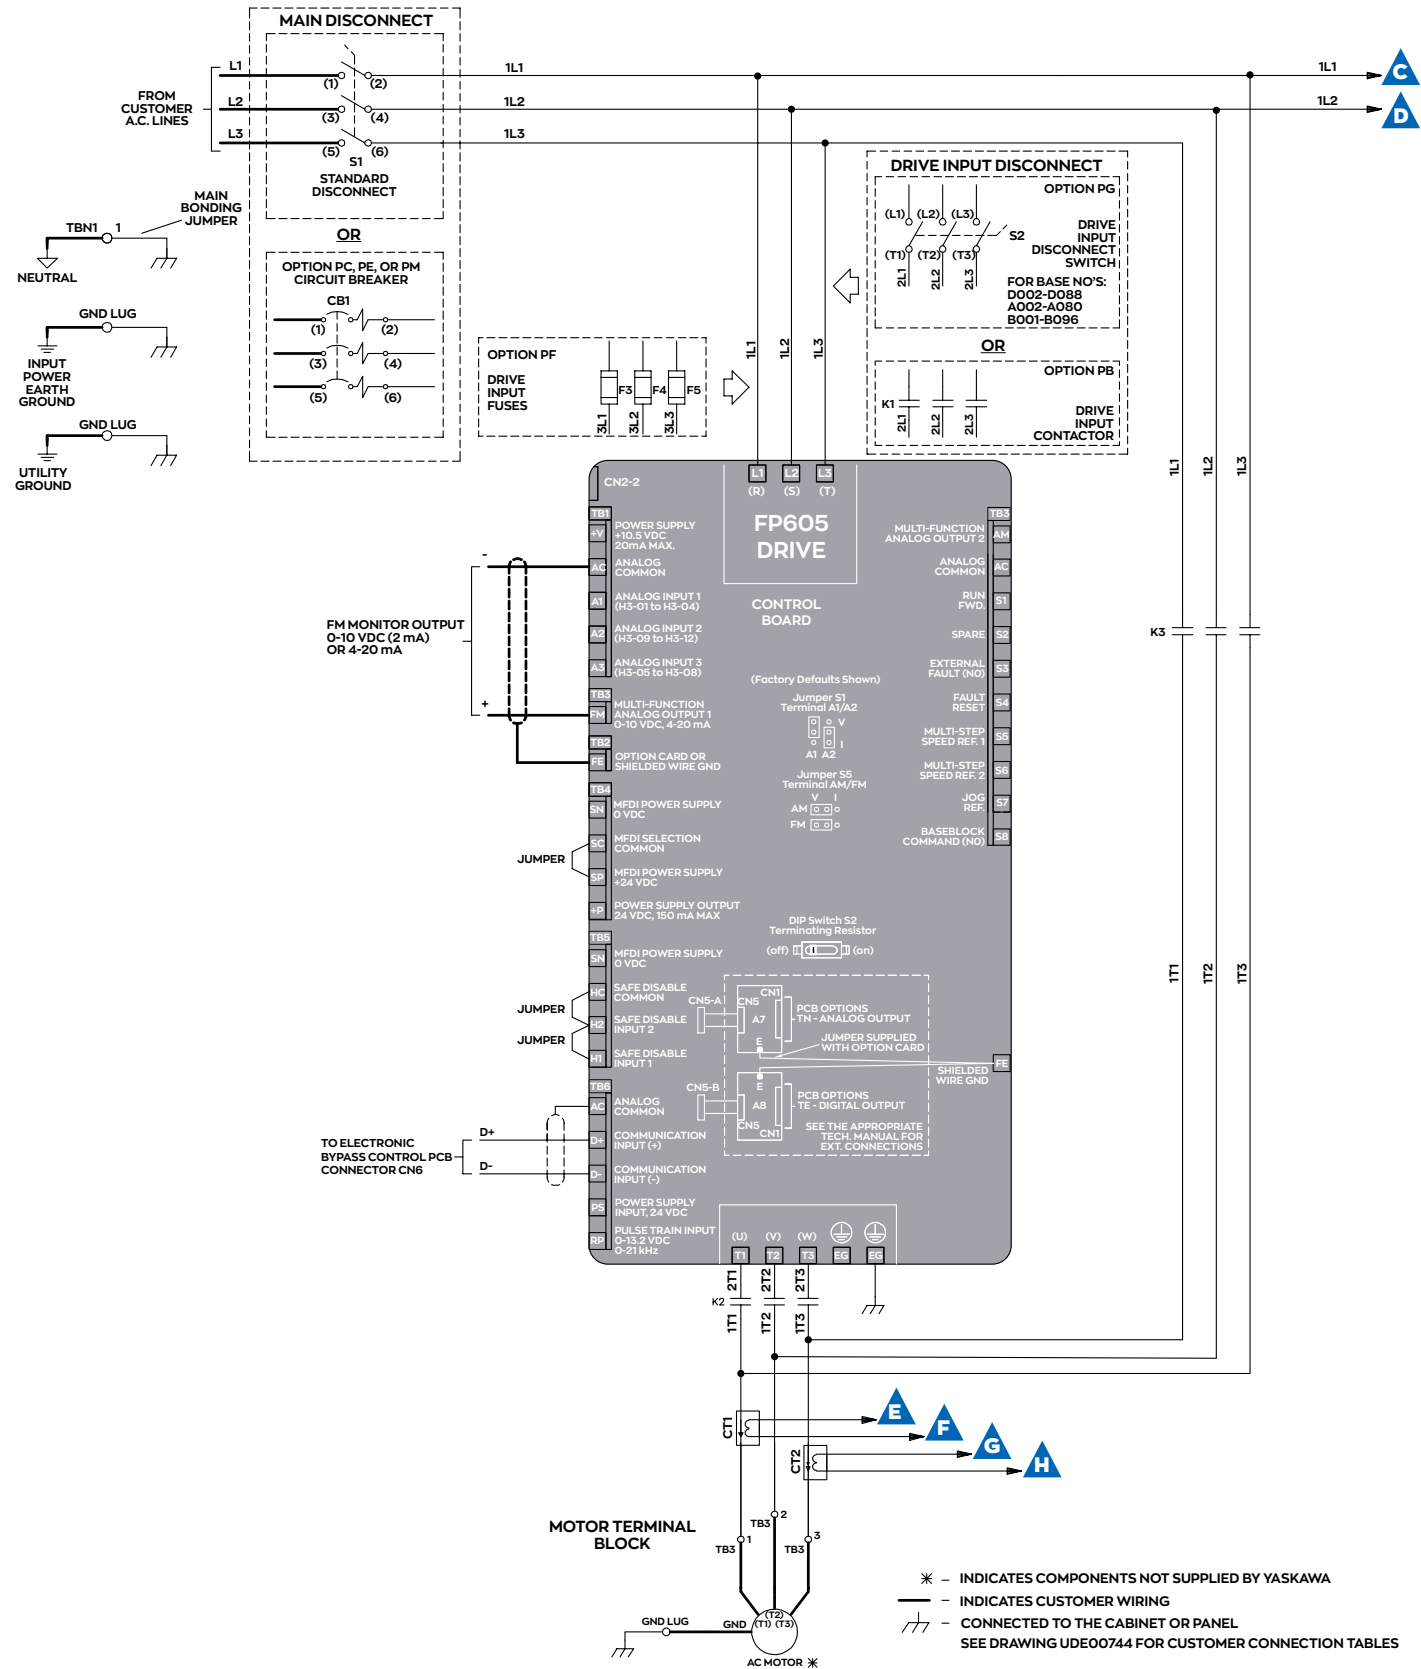 MAIN DISCONNECT
L1
(1)
(2)
1L1
1L1
C
FROM
CUSTOMER
A.C. LINES
L2
(3)
(4)
1L2
1L2
D
L3
(5)
(6)
1L3
S1
STANDARD
DISCONNECT
OR
OPTION PC, PE, OR PM
CIRCUIT BREAKER
CB1
(1)
(2)
(3)
(4)
(5)
(6)
MAIN
BONDING
JUMPER
TBN1
1
NEUTRAL
GND LUG
INPUT
POWER
EARTH
GROUND
GND LUG
UTILITY
GROUND
OPTION PF
DRIVE
INPUT
FUSES
F3
F4
F5
3L1
3L2
3L3
1L1
1L2
1L3
DRIVE INPUT DISCONNECT
OPTION PG
(L1)
(L2)
(L3)
S2
(T1)
(T2)
(T3)
2L1
2L2
2L3
DRIVE
INPUT
DISCONNECT
SWITCH
FOR BASE NO'S:
D002-D088
A002-A080
B001-B096
OR
OPTION PB
K1
2L1
2L2
2L3
DRIVE
INPUT
CONTACTOR
1L1
1L2
1L3
K3
1T1
1T2
1T3
CN2-2
L1
L2
L3
(R)
(S)
(T)
FP605
DRIVE
CONTROL
BOARD
TB1
+V
POWER SUPPLY
+10.5 VDC
20mA MAX.
AC
ANALOG
COMMON
A1
ANALOG INPUT 1
(H3-01 to H3-04)
A2
ANALOG INPUT 2
(H3-09 to H3-12)
A3
ANALOG INPUT 3
(H3-05 to H3-08)
TB3
FM
MULTI-FUNCTION
ANALOG OUTPUT 1
0-10 VDC, 4-20 mA
TB2
FE
OPTION CARD OR
SHIELDED WIRE GND
TB4
SN
MFDI POWER SUPPLY
0 VDC
SC
MFDI SELECTION
COMMON
SP
MFDI POWER SUPPLY
+24 VDC
+P
POWER SUPPLY OUTPUT
24 VDC, 150 mA MAX
TB5
SN
MFDI POWER SUPPLY
0 VDC
HC
SAFE DISABLE
COMMON
H2
SAFE DISABLE
INPUT 2
H1
SAFE DISABLE
INPUT 1
TB6
AC
ANALOG
COMMON
D+
COMMUNICATION
INPUT (+)
D-
COMMUNICATION
INPUT (-)
PS
POWER SUPPLY
INPUT, 24 VDC
RP
PULSE TRAIN INPUT
0-13.2 VDC
0-21 kHz
-
FM MONITOR OUTPUT
0-10 VDC (2 mA)
OR 4-20 mA
+
JUMPER
JUMPER
JUMPER
TO ELECTRONIC
BYPASS CONTROL PCB
CONNECTOR CN6
D+
D-
TB3
MULTI-FUNCTION
ANALOG OUTPUT 2
AM
ANALOG
COMMON
AC
RUN
FWD.
S1
SPARE
S2
EXTERNAL
FAULT (NO)
S3
FAULT
RESET
S4
MULTI-STEP
SPEED REF. 1
S5
MULTI-STEP
SPEED REF. 2
S6
JOG
REF.
S7
BASEBLOCK
COMMAND (NO)
S8
(Factory Defaults Shown)
Jumper S1
Terminal A1/A2
V
I
A1 A2
Jumper S5
Terminal AM/FM
V I
AM
FM
DIP Switch S2
Terminating Resistor
(off)
(on)
CN5-A
CN5
CN1
A7
E
PCB OPTIONS
TN - ANALOG OUTPUT
JUMPER SUPPLIED
WITH OPTION CARD
SHIELDED
WIRE GND
FE
CN5-B
E
A8
CN5
CN1
PCB OPTIONS
TE - DIGITAL OUTPUT
SEE THE APPROPRIATE
TECH. MANUAL FOR
EXT. CONNECTIONS
(U)
(V)
(W)
T1
T2
T3
EG
EG
2T1
2T2
2T3
K2
1T1
1T2
1T3
CT1
E
F
CT2
G
H
MOTOR TERMINAL
BLOCK
1
TB3
2
TB3
3
TB3
GND LUG
GND
(T2)
(T1) (T3)
AC MOTOR ✳
✳ – INDICATES COMPONENTS NOT SUPPLIED BY YASKAWA
– INDICATES CUSTOMER WIRING
– CONNECTED TO THE CABINET OR PANEL
SEE DRAWING UDE00744 FOR CUSTOMER CONNECTION TABLES